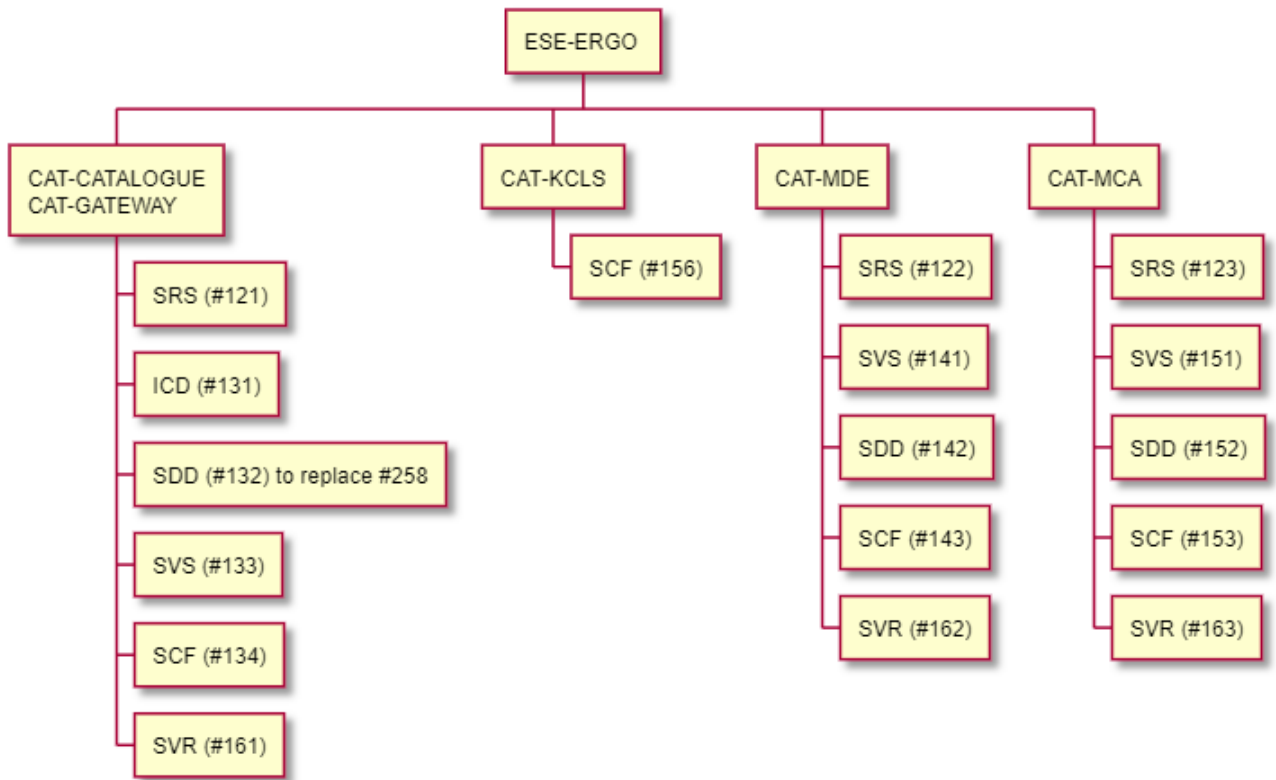 ESE-ERGO
CAT-CATALOGUE
CAT-GATEWAY
SRS (#121)
ICD (#131)
SDD (#132) to replace #258
SVS (#133)
SCF (#134)
SVR (#161)
CAT-KCLS
SCF (#156)
CAT-MDE
SRS (#122)
SVS (#141)
SDD (#142)
SCF (#143)
SVR (#162)
CAT-MCA
SRS (#123)
SVS (#151)
SDD (#152)
SCF (#153)
SVR (#163)